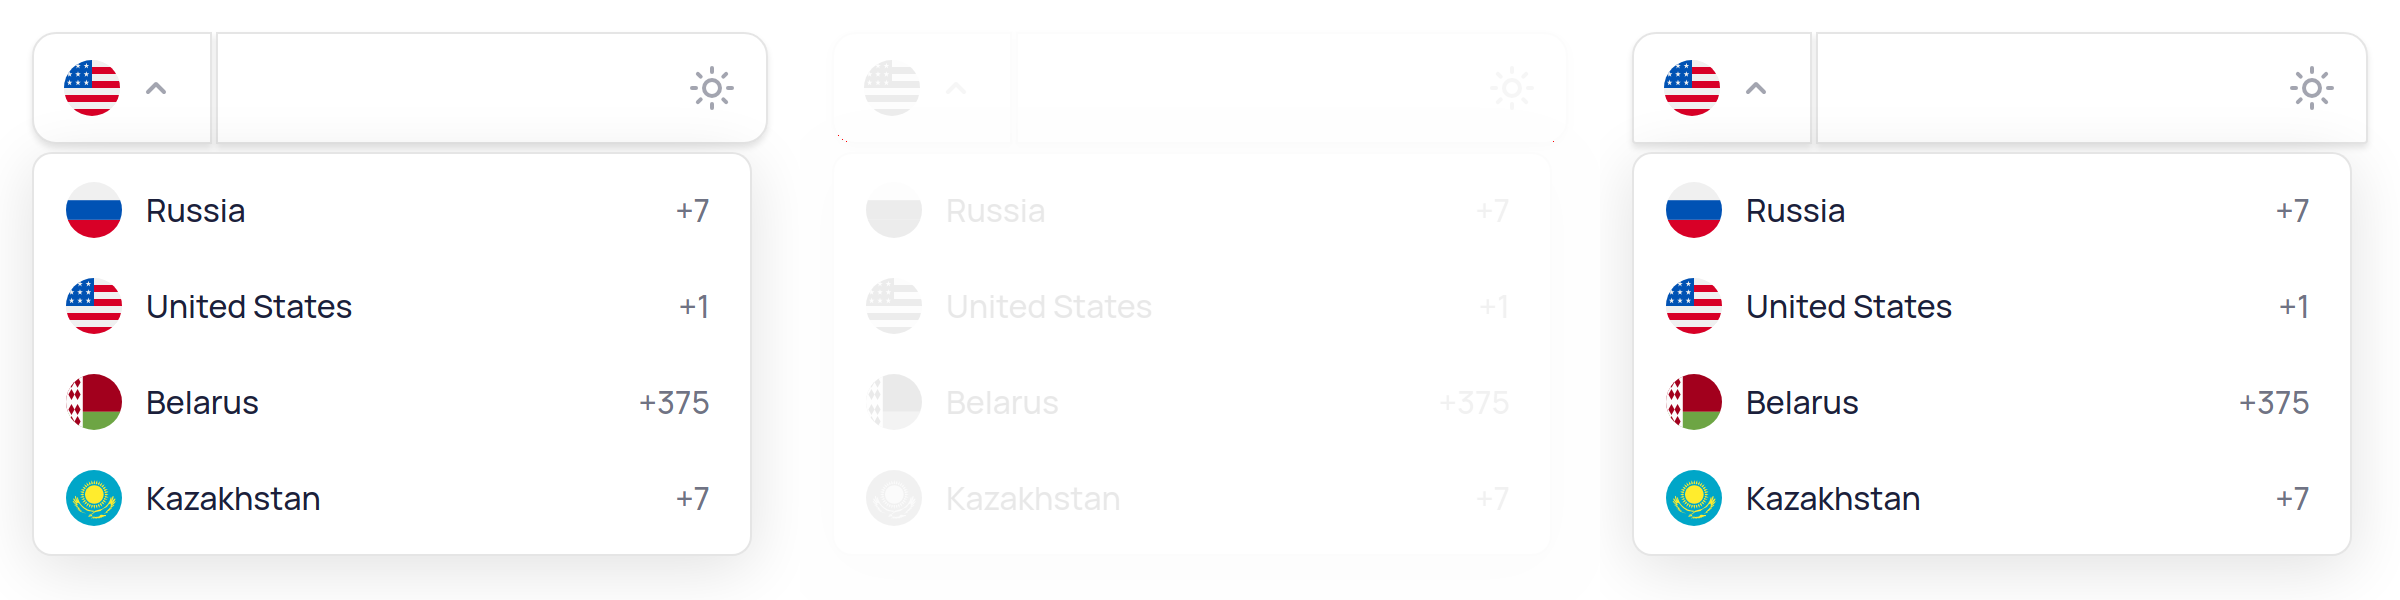 Russia +7
United States +1
Belarus +375
Kazakhstan +7
Russia +7
United States +1
Belarus +375
Kazakhstan +7
Russia +7
United States +1
Belarus +375
Kazakhstan +7